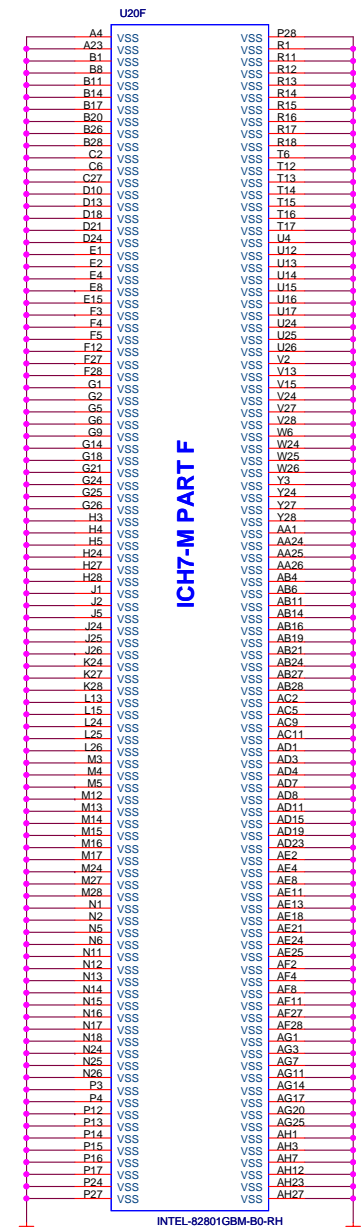 U20F
A4 VSS VSS P28
A23 VSS VSS R1
B1 VSS VSS R11
B8 VSS VSS R12
B11 VSS VSS R13
B14 VSS VSS R14
B17 VSS VSS R15
B20 VSS VSS R16
B26 VSS VSS R17
B28 VSS VSS R18
C2 VSS VSS T6
C6 VSS VSS T12
C27 VSS VSS T13
D10 VSS VSS T14
D13 VSS VSS T15
D18 VSS VSS T16
D21 VSS VSS T17
D24 VSS VSS U4
E1 VSS VSS U12
E2 VSS VSS U13
E4 VSS VSS U14
E8 VSS VSS U15
E15 VSS VSS U16
F3 VSS VSS U17
F4 VSS VSS U24
F5 VSS VSS U25
F12 VSS VSS U26
F27 VSS VSS V2
F28 VSS VSS V13
G1 VSS VSS V15
G2 VSS VSS V24
G5 VSS VSS V27
G6 VSS VSS V28
G9 VSS VSS W6
G14 VSS VSS W24
G18 VSS VSS W25
G21 VSS VSS W26
G24 VSS VSS Y3
G25 VSS VSS Y24
G26 VSS VSS Y27
H3 VSS VSS Y28
H4 VSS VSS AA1
H5 VSS VSS AA24
H24 VSS VSS AA25
H27 VSS VSS AA26
H28 VSS VSS AB4
J1 VSS VSS AB6
J2 VSS VSS AB11
J5 VSS VSS AB14
J24 VSS VSS AB16
J25 VSS VSS AB19
J26 VSS VSS AB21
K24 VSS VSS AB24
K27 VSS VSS AB27
K28 VSS VSS AB28
L13 VSS VSS AC2
L15 VSS VSS AC5
L24 VSS VSS AC9
L25 VSS VSS AC11
L26 VSS VSS AD1
M3 VSS VSS AD3
M4 VSS VSS AD4
M5 VSS VSS AD7
M12 VSS VSS AD8
M13 VSS VSS AD11
M14 VSS VSS AD15
M15 VSS VSS AD19
M16 VSS VSS AD23
M17 VSS VSS AE2
M24 VSS VSS AE4
M27 VSS VSS AE8
M28 VSS VSS AE11
N1 VSS VSS AE13
N2 VSS VSS AE18
N5 VSS VSS AE21
N6 VSS VSS AE24
N11 VSS VSS AE25
N12 VSS VSS AF2
N13 VSS VSS AF4
N14 VSS VSS AF8
N15 VSS VSS AF11
N16 VSS VSS AF27
N17 VSS VSS AF28
N18 VSS VSS AG1
N24 VSS VSS AG3
N25 VSS VSS AG7
N26 VSS VSS AG11
P3 VSS VSS AG14
P4 VSS VSS AG17
P12 VSS VSS AG20
P13 VSS VSS AG25
P14 VSS VSS AH1
P15 VSS VSS AH3
P16 VSS VSS AH7
P17 VSS VSS AH12
P24 VSS VSS AH23
P27 VSS VSS AH27
ICH7-M PART F
INTEL-82801GBM-B0-RH